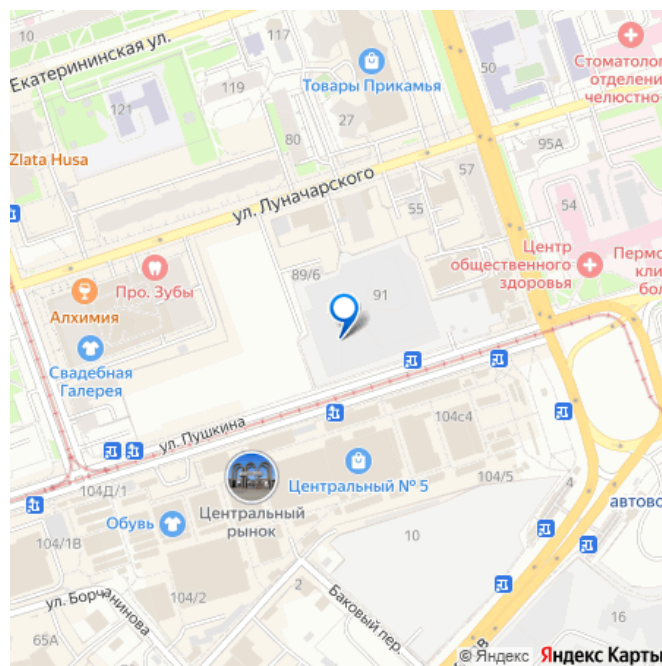 10
Екатерининская ул.
117
Товары Прикамья
50
Стоматолог
отделени
челюстно-
119
121
27
80
95А
Zlata Husa
57
ул. Луначарского
55
54
Центр
общественного
здоровья
Пермс
кли
бол
89/6
91
Про. Зубы
Алхимия
Свадебная
Галерея
ул. Пушкина
104с4
104/5
4
104Д/1
Центральный № 5
Центральный
рынок
Обувь
автово
104/1В
10
ул. Борчанинова
104/2
2
Баковый пер.
16
65А
© Яндекс Яндекс Карты